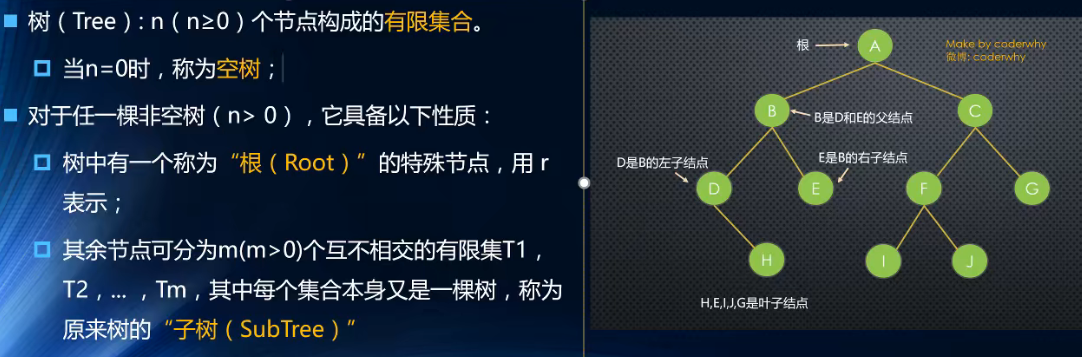 树（Tree）: n（n≥0）个节点构成的有限集合。
当n=0时，称为空树；
对于任一棵非空树（n> 0），它具备以下性质：
树中有一个称为“根（Root）”的特殊节点，用 r
表示；
其余节点可分为m(m>0)个互不相交的有限集T1，
T2，... ，Tm，其中每个集合本身又是一棵树，称为
原来树的“子树（SubTree）”
根
A
Make by coderwhy
微博: coderwhy
B
B是D和E的父结点
C
D是B的左子结点
E是B的右子结点
D
E
F
G
H
I
J
H,E,I,J,G是叶子结点